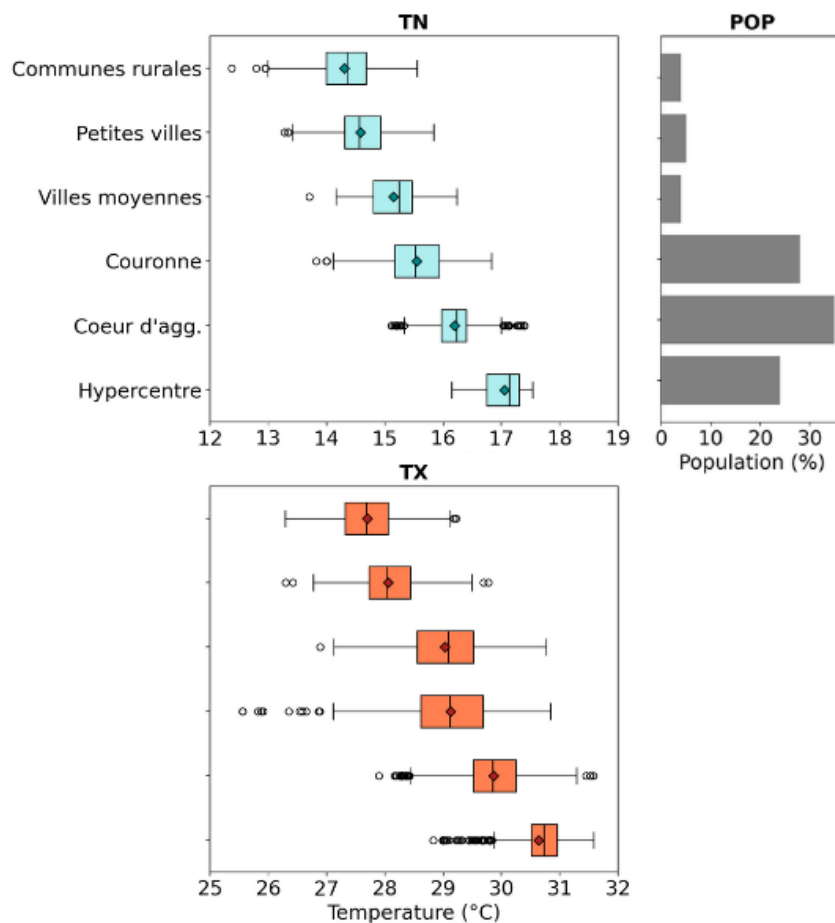 TN
POP
Communes rurales
Petites villes
Villes moyennes
Couronne
Coeur d'agg.
Hypercentre
12 13 14 15 16 17 18 19
0 10 20 30
Population (%)
TX
25 26 27 28 29 30 31 32
Temperature (°C)